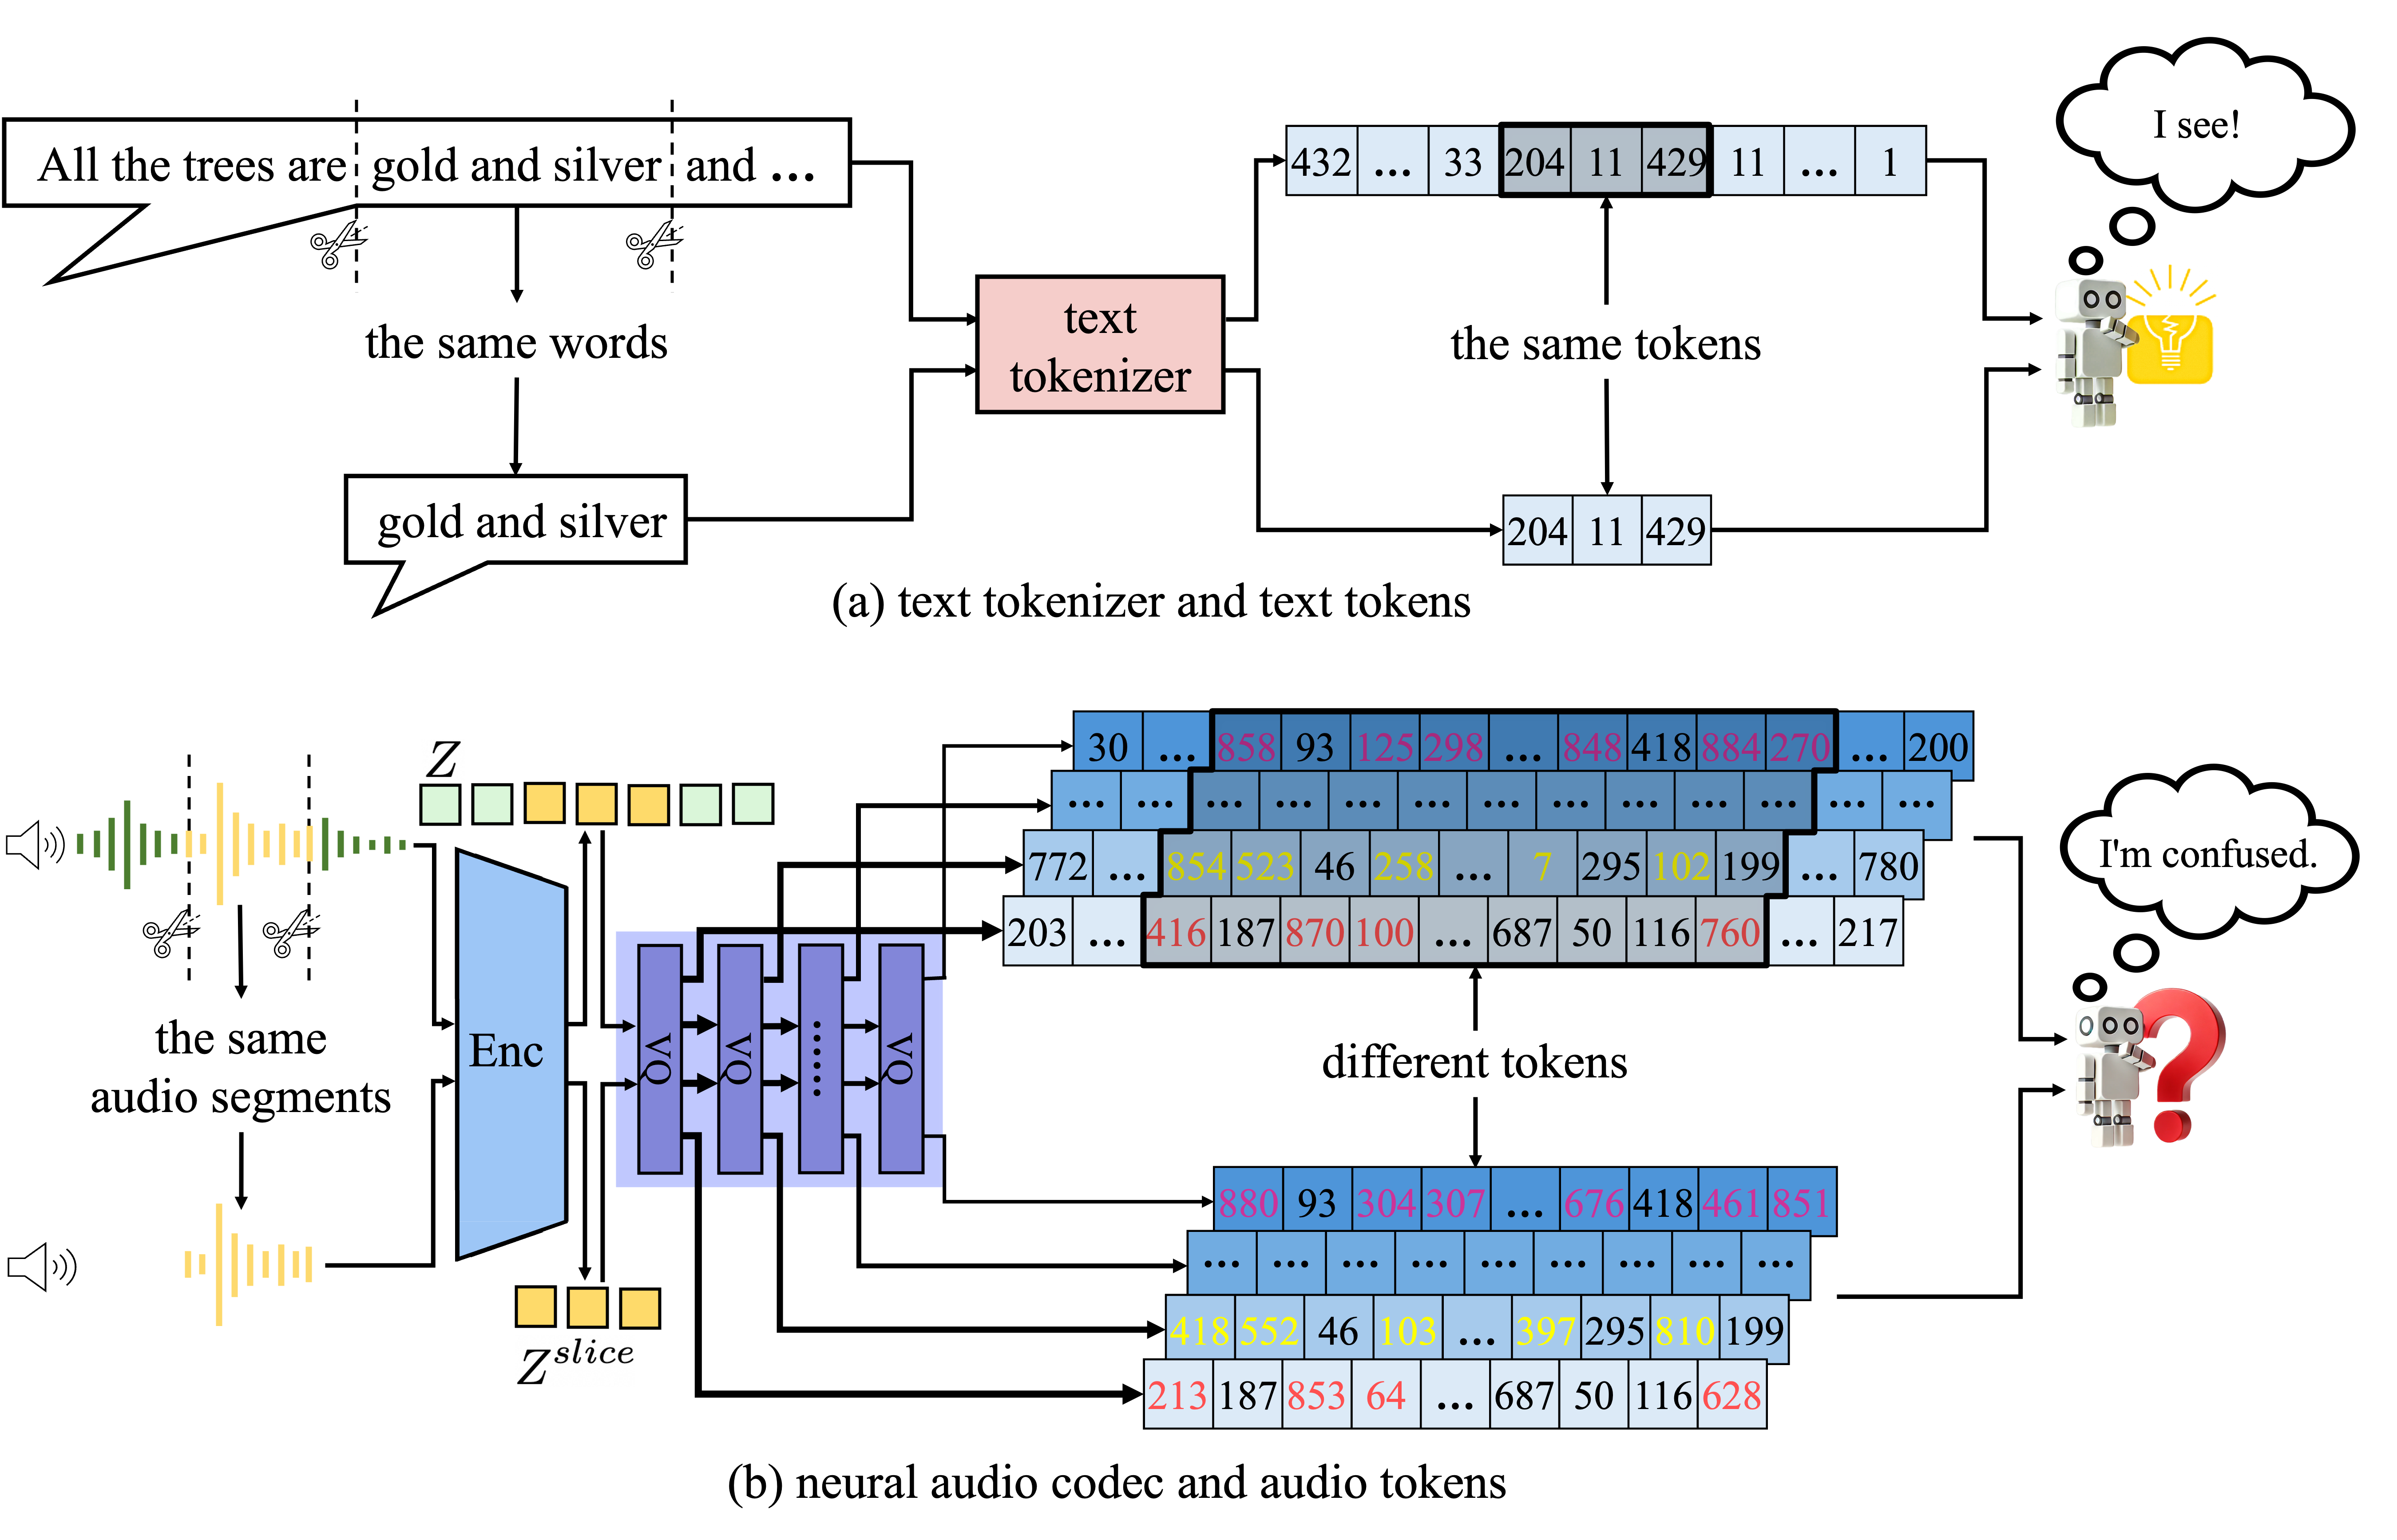 All the trees are gold and silver and ...
the same words
gold and silver
text
tokenizer
432 ... 33 204 11 429 11 ... 1
the same tokens
204 11 429
I see!
(a) text tokenizer and text tokens
Z
the same
audio segments
Enc
Z^{slice}
VQ VQ ...... VQ
30 ... 858 93 125 298 ... 848 418 884 270 ... 200
... ... ... ... ... ... ... ... ... ... ... ... ...
772 ... 854 523 46 258 ... 7 295 102 199 ... 780
203 ... 416 187 870 100 ... 687 50 116 760 ... 217
different tokens
880 93 304 307 ... 676 418 461 851
... ... ... ... ... ... ... ... ...
418 552 46 103 ... 397 295 810 199
213 187 853 64 ... 687 50 116 628
I'm confused.
(b) neural audio codec and audio tokens